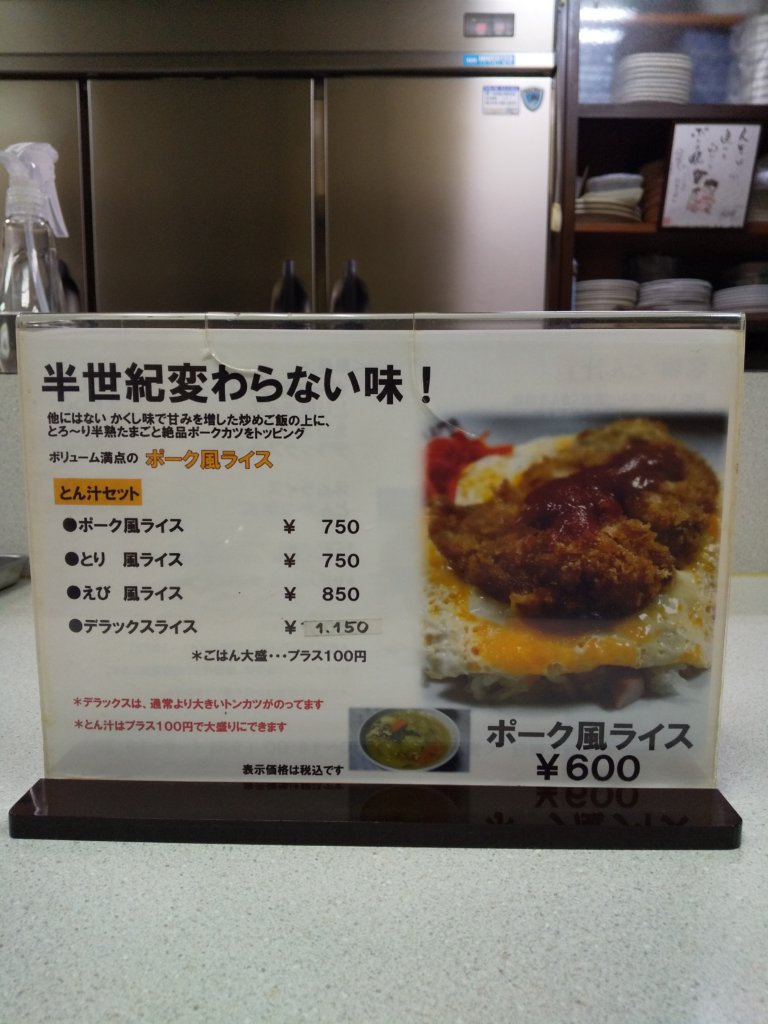 半世紀変わらない味！
他にはない かくし味で甘みを増した炒めご飯の上に、
とろ～り半熟たまごと絶品ポークカツをトッピング
ボリューム満点の ポーク風ライス
とん汁セット
●ポーク風ライス ￥ 750
●とり 風ライス ￥ 750
●えび 風ライス ￥ 850
●デラックスライス ￥ 1.150
＊ごはん大盛・・・プラス100円
＊デラックスは、通常より大きいトンカツがのってます
＊とん汁はプラス100円で大盛りにできます
表示価格は税込です
ポーク風ライス
￥600